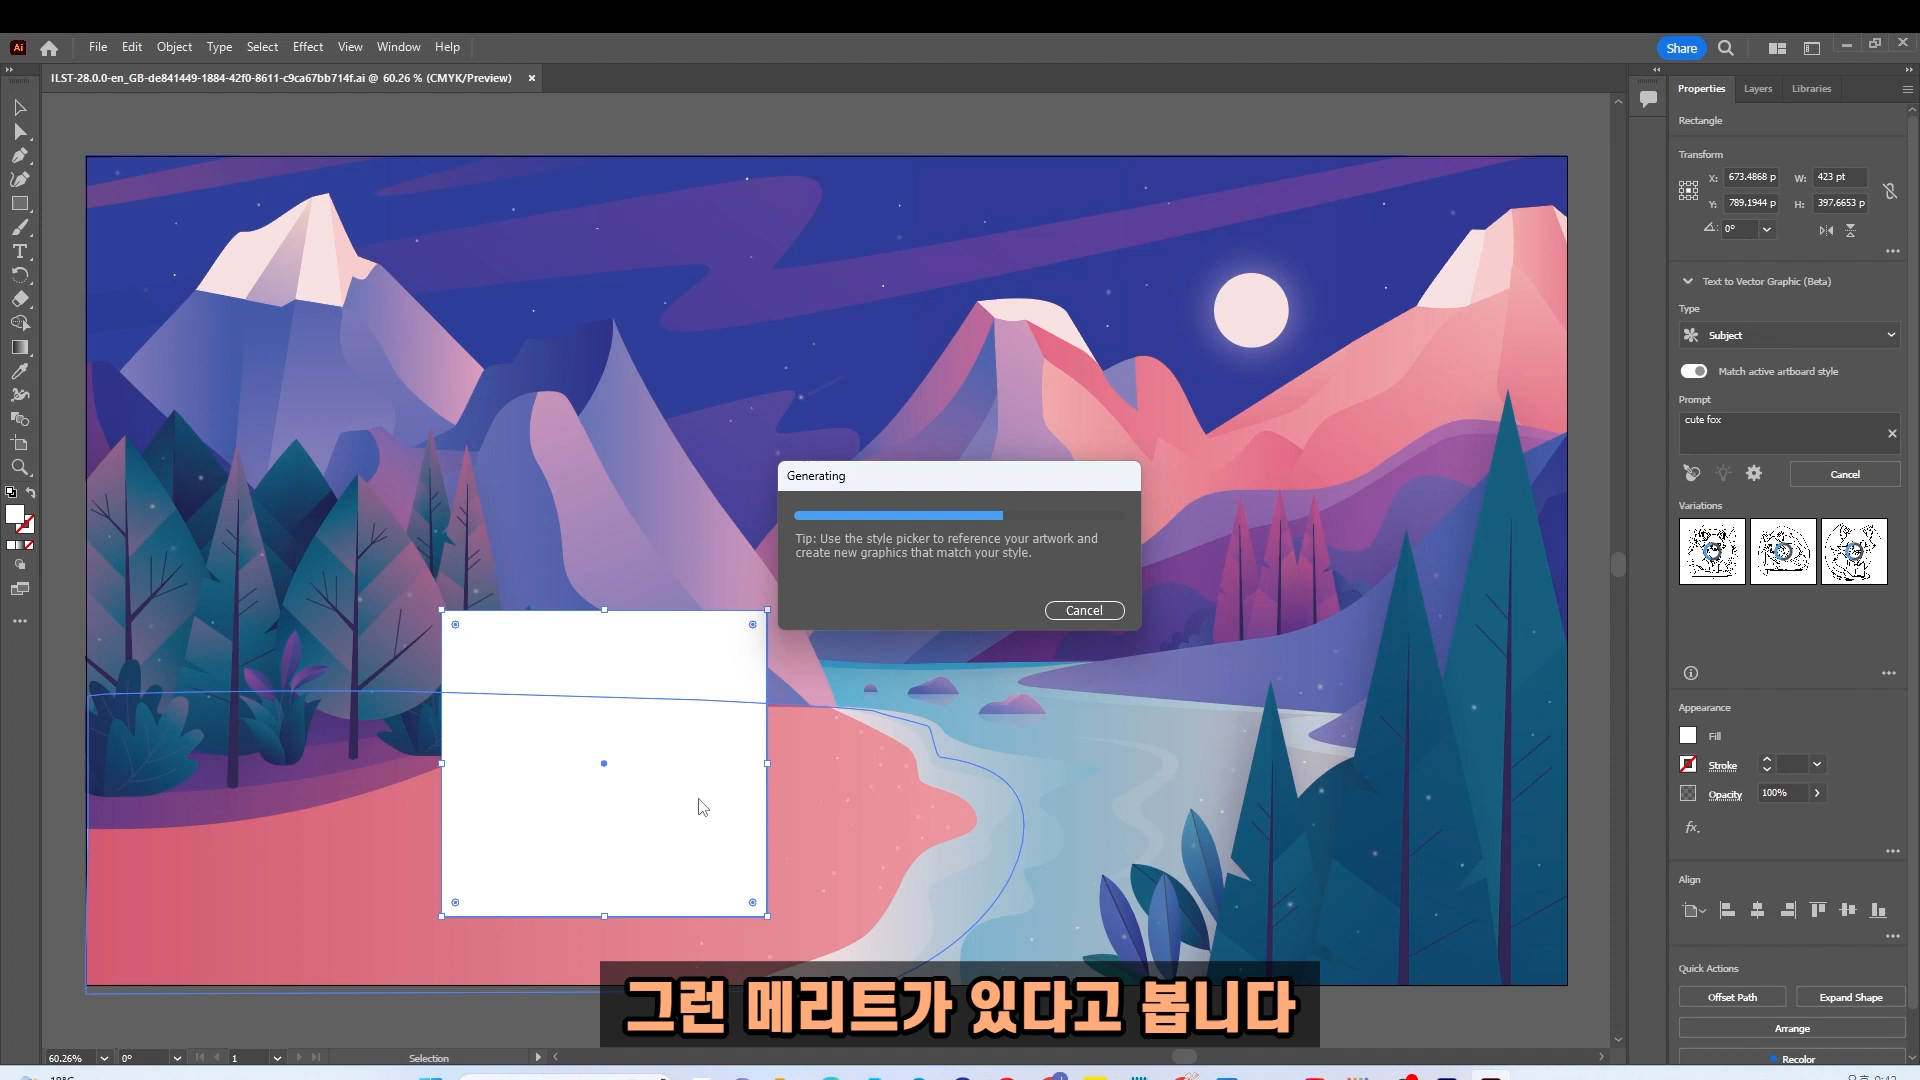 Ai File Edit Object Type Select Effect View Window Help Share
ILST-28.0.0-en_GB-de841449-1884-42f0-8611-c9ca67bb714f.ai @ 60.26 % (CMYK/Preview)
Properties Layers Libraries
Rectangle
Transform
X: 673.4868 p W: 423 pt
Y: 789.1944 p H: 397.6653 p
0°
Text to Vector Graphic (Beta)
Type
Subject
Match active artboard style
Prompt
cute fox
Cancel
Variations
Generating
Tip: Use the style picker to reference your artwork and
create new graphics that match your style.
Cancel
Appearance
Fill
Stroke
Opacity 100%
fx.
Align
Quick Actions
Offset Path Expand Shape
Arrange
Recolor
그런 메리트가 있다고 봅니다
60.26% 0° 1 Selection